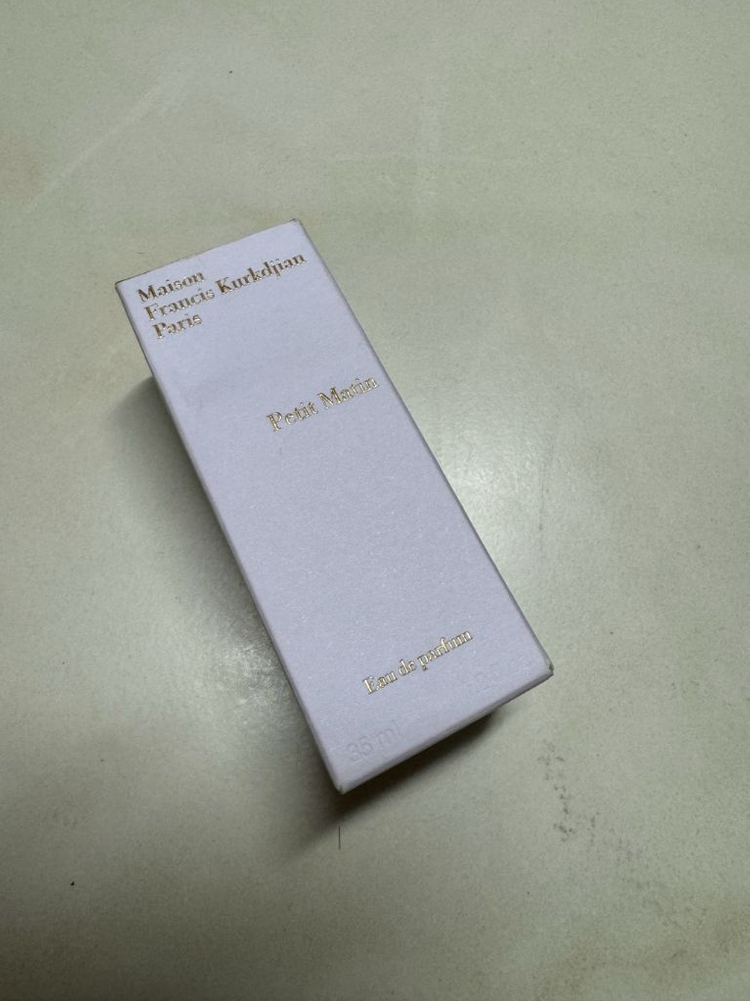 Maison
Francis Kurkdjian
Paris
Petit Matin
Eau de parfum
35 ml